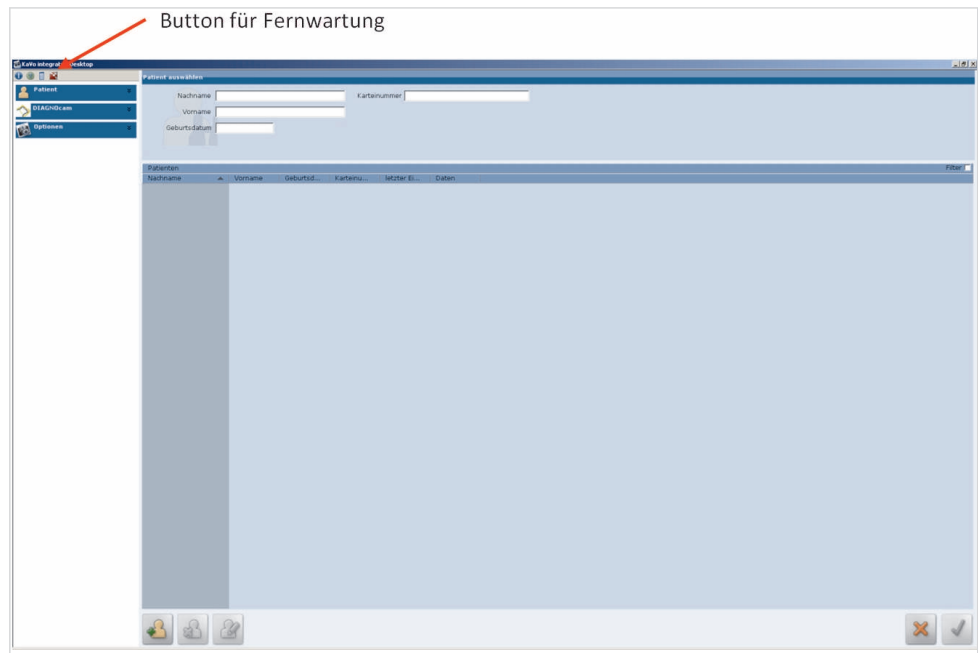 Button für Fernwartung
KaVo integrated Desktop
Patient auswählen
Patient
DIAGNOcam
Optionen
Nachname
Karteinummer
Vorname
Geburtsdatum
Patienten
Filter
Nachname Vorname Geburtsd... Karteinu... letzter Ei... Daten